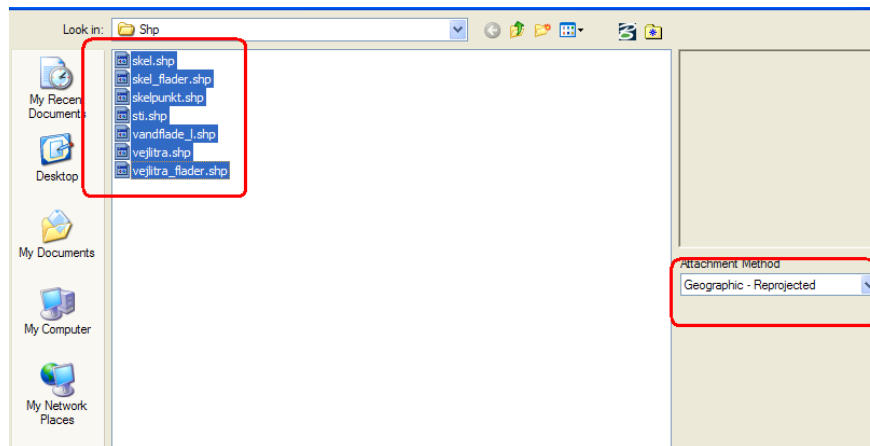 Look in:
Shp
skel.shp
skel_flader.shp
skelpunkt.shp
sti.shp
vandflade_l.shp
vejlitra.shp
vejlitra_flader.shp
My Recent
Documents
Desktop
My Documents
My Computer
My Network
Places
Attachment Method
Geographic - Reprojected